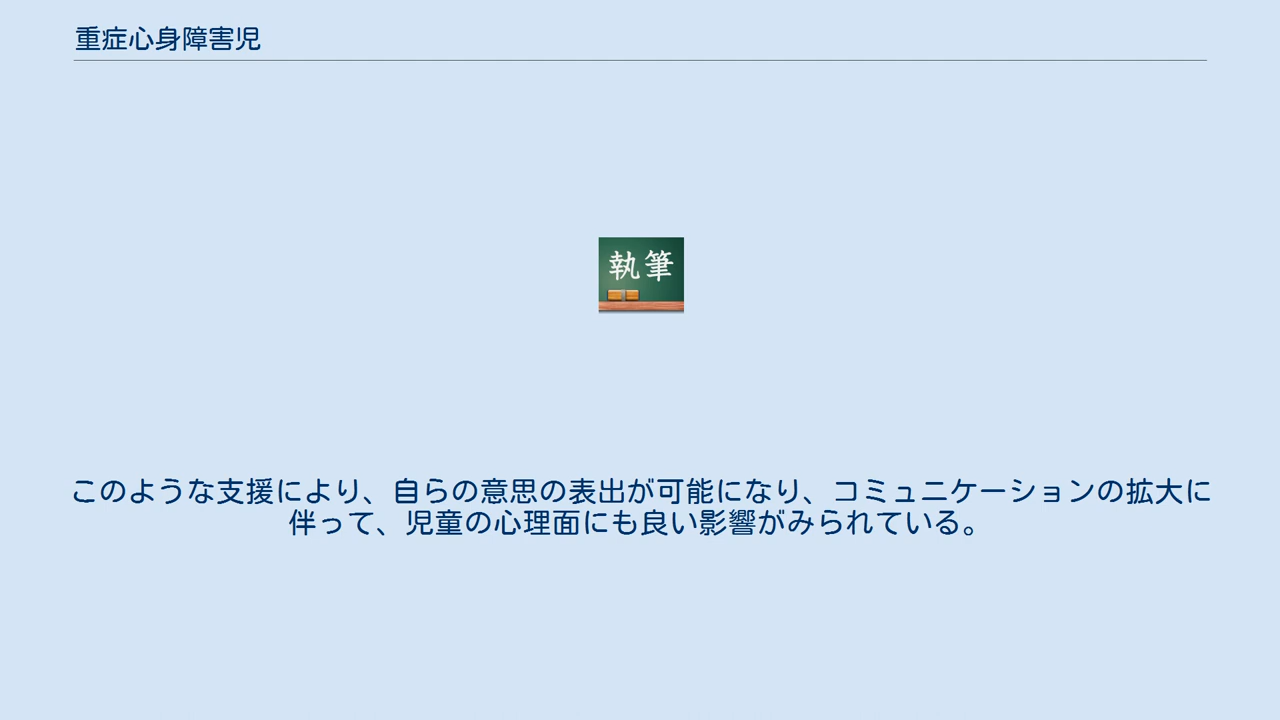 重症心身障害児
執筆
このような支援により、自らの意思の表出が可能になり、コミュニケーションの拡大に
伴って、児童の心理面にも良い影響がみられている。